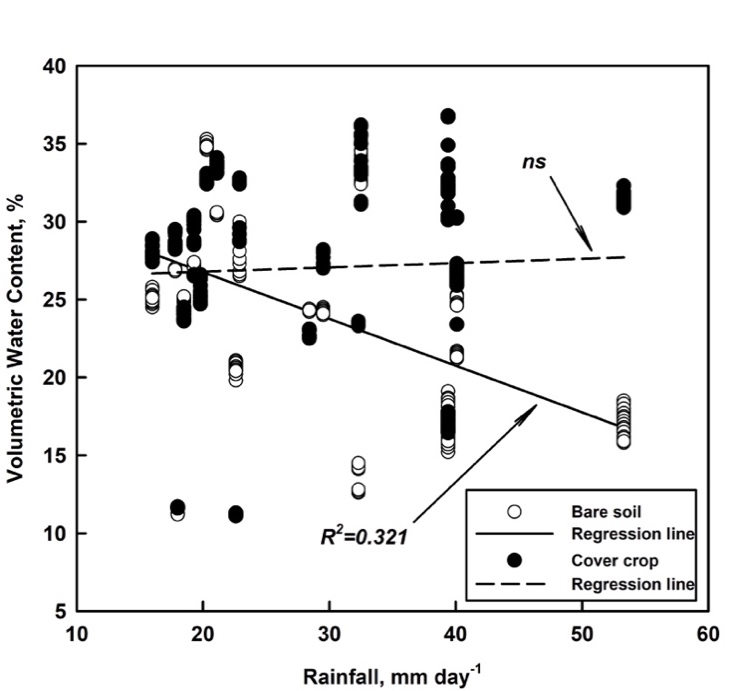 40
35
30
25
20
15
10
5
Volumetric Water Content, %
ns
R²=0.321
Bare soil
Regression line
Cover crop
Regression line
10 20 30 40 50 60
Rainfall, mm day⁻¹